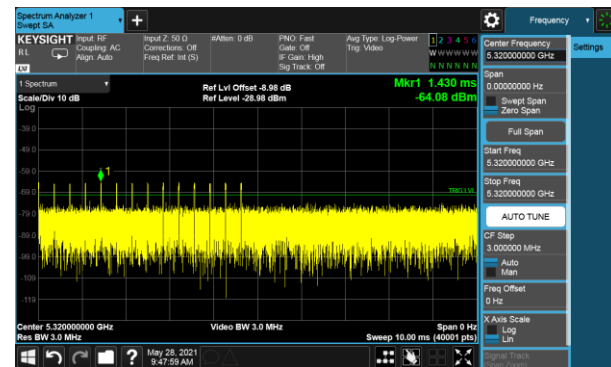 Spectrum Analyzer 1
Swept SA
Frequency
KEYSIGHT
RL
LNI
Input: RF
Coupling: AC
Align: Auto
Input Z: 50 Ω
Corrections: Off
Freq Ref: Int (S)
#Atten: 0 dB
PNO: Fast
Gate: Off
IF Gain: High
Sig Track: Off
Avg Type: Log-Power
Trig: Video
1 2 3 4 5 6
W W W W W W
N N N N N N
Center Frequency
5.320000000 GHz
Settings
Span
0.00000000 Hz
Swept Span
Zero Span
Full Span
Start Freq
5.320000000 GHz
Stop Freq
5.320000000 GHz
AUTO TUNE
CF Step
3.000000 MHz
Auto
Man
Freq Offset
0 Hz
X Axis Scale
Log
Lin
Signal Track
(Span Zoom)
1 Spectrum
Scale/Div 10 dB
Log
Ref Lvl Offset -8.98 dB
Ref Level -28.98 dBm
Mkr1 1.430 ms
-64.08 dBm
1
-39.0
-49.0
-59.0
-69.0
-79.0
-89.0
-99.0
-109
-119
TRIG LVL
Center 5.320000000 GHz
Res BW 3.0 MHz
Video BW 3.0 MHz
Span 0 Hz
Sweep 10.00 ms (40001 pts)
May 28, 2021
9:47:59 AM